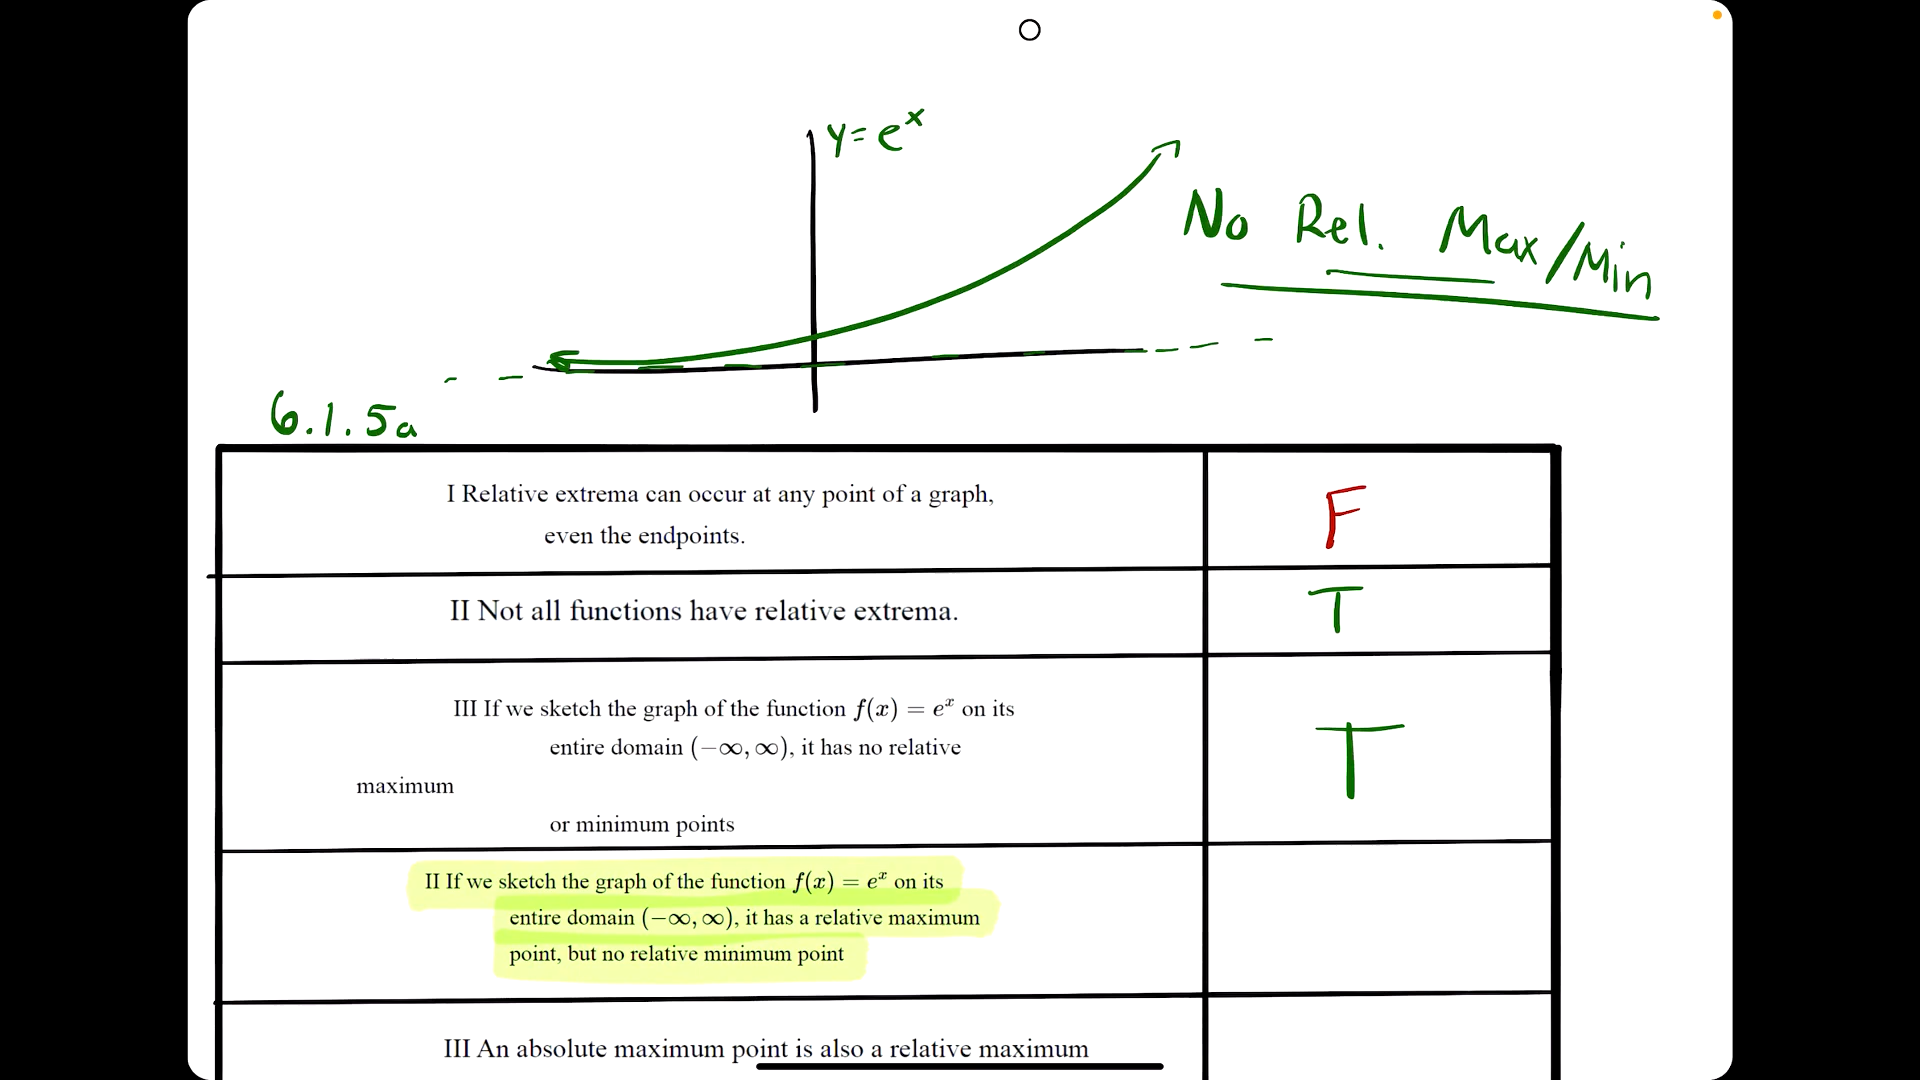 y = e^x
No Rel. Max/Min
6.1.5a
I Relative extrema can occur at any point of a graph,
even the endpoints.
F
II Not all functions have relative extrema.
T
III If we sketch the graph of the function f(x) = e^x on its
entire domain (−∞, ∞), it has no relative
maximum
or minimum points
T
II If we sketch the graph of the function f(x) = e^x on its
entire domain (−∞, ∞), it has a relative maximum
point, but no relative minimum point
III An absolute maximum point is also a relative maximum